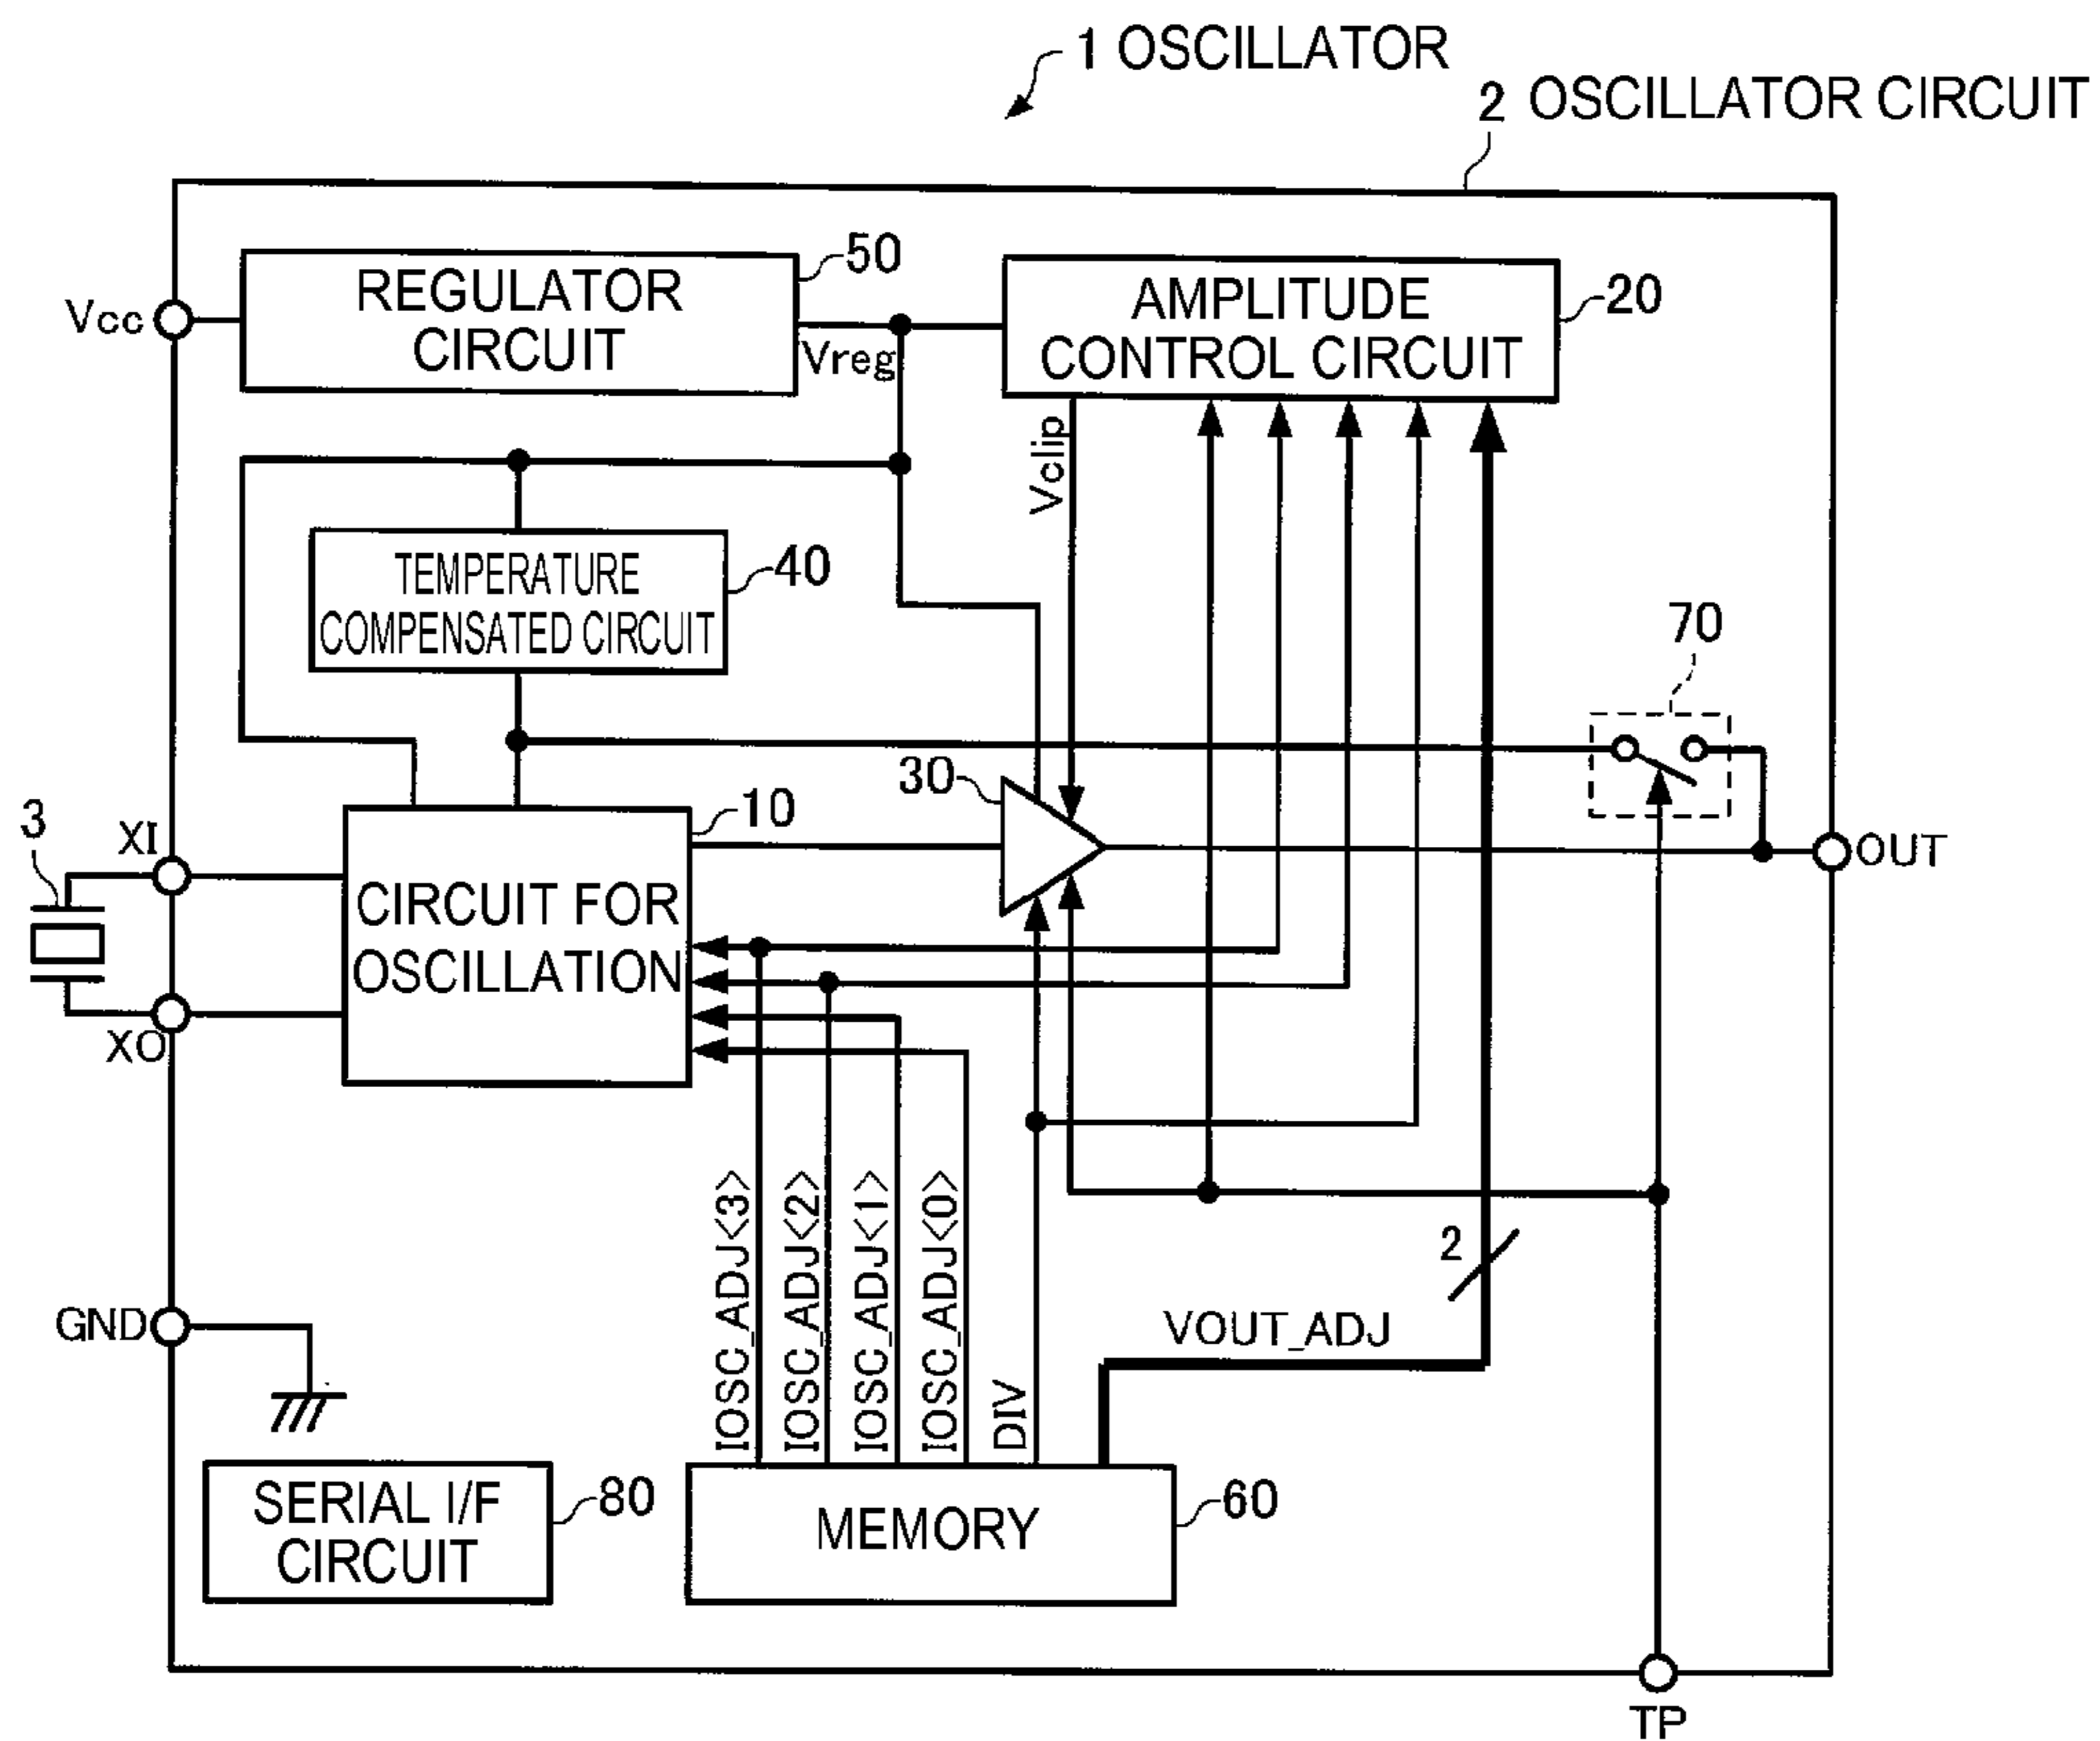 1 OSCILLATOR
2 OSCILLATOR CIRCUIT
50
REGULATOR
CIRCUIT
Vcc
Vreg
AMPLITUDE
CONTROL CIRCUIT
20
Vclip
TEMPERATURE
COMPENSATED CIRCUIT
40
70
30
10
3
XI
CIRCUIT FOR
OSCILLATION
XO
OUT
IOSC_ADJ<3>
IOSC_ADJ<2>
IOSC_ADJ<1>
IOSC_ADJ<0>
DIV
2
VOUT_ADJ
GND
SERIAL I/F
CIRCUIT
80
MEMORY
60
TP